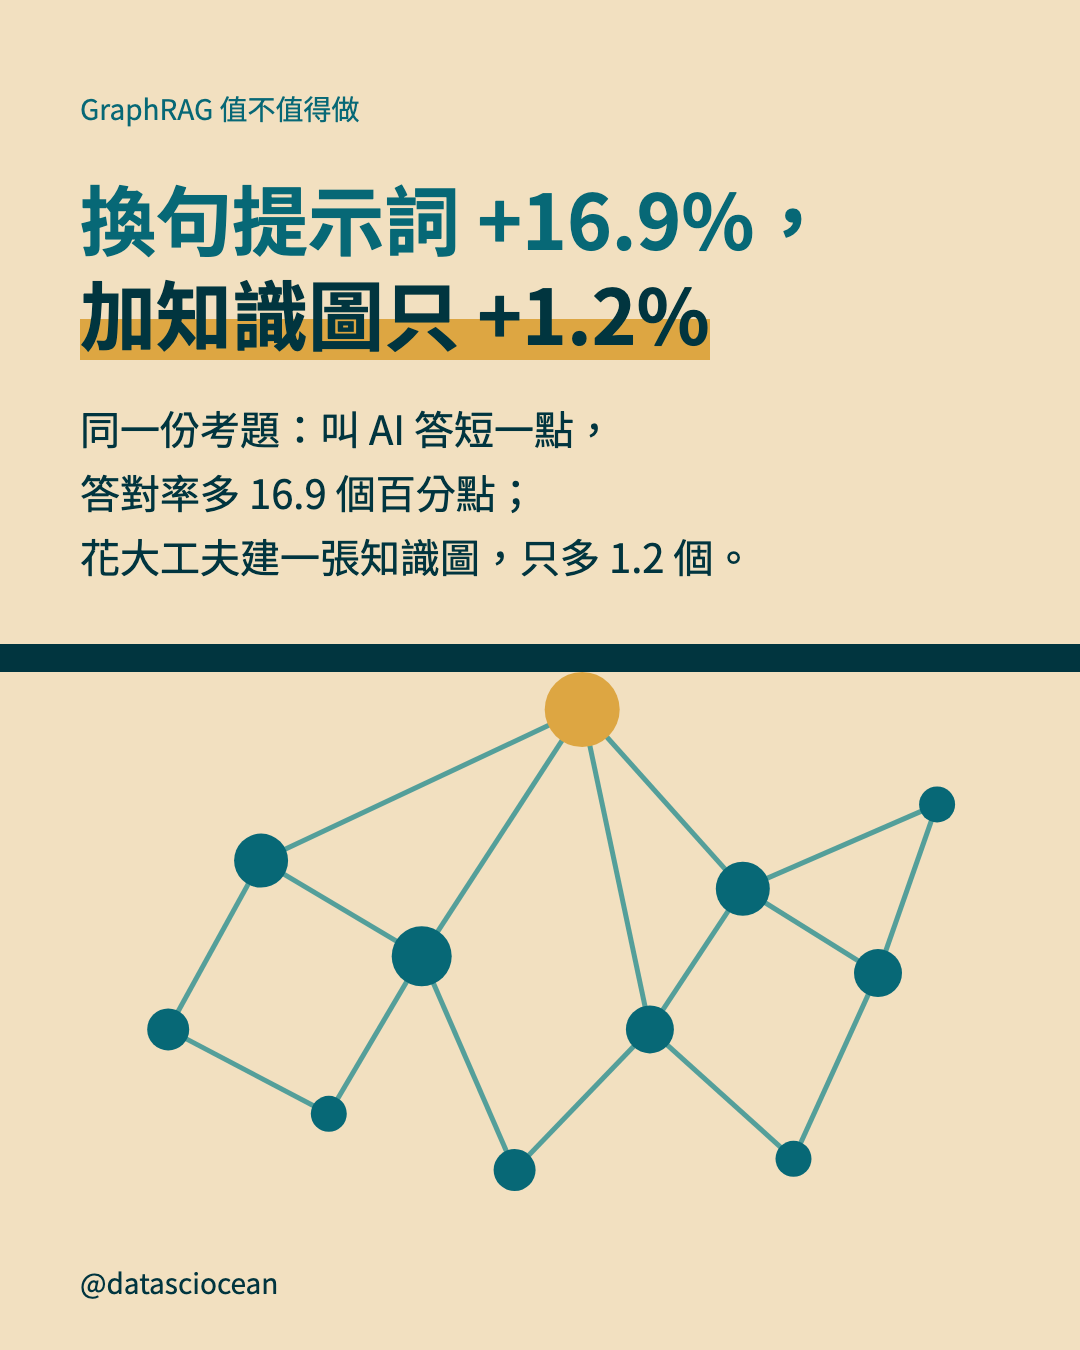 GraphRAG 值不值得做
換句提示詞 +16.9%，
加知識圖只 +1.2%
同一份考題：叫 AI 答短一點，
答對率多 16.9 個百分點；
花大工夫建一張知識圖，只多 1.2 個。
@datasciocean